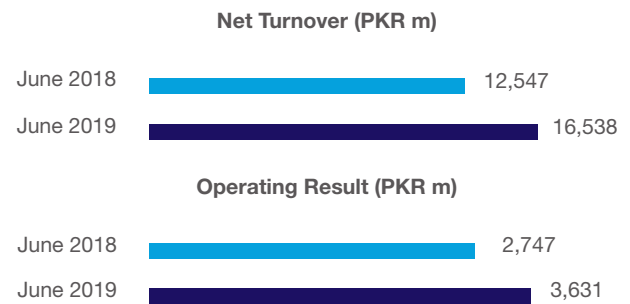 Net Turnover (PKR m)
June 2018 12,547
June 2019 16,538
Operating Result (PKR m)
June 2018 2,747
June 2019 3,631